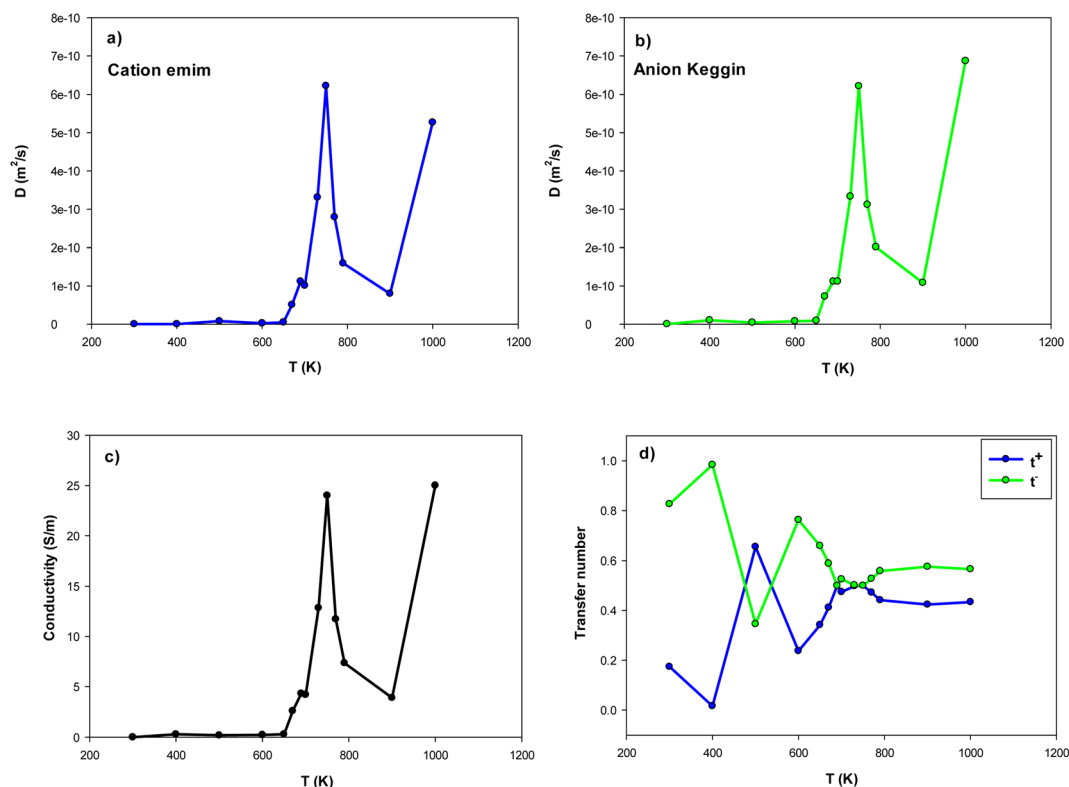 a)
Cation emim
D (m²/s)
8e-10
7e-10
6e-10
5e-10
4e-10
3e-10
2e-10
1e-10
0
200 400 600 800 1000 1200
T (K)
b)
Anion Keggin
D (m²/s)
8e-10
7e-10
6e-10
5e-10
4e-10
3e-10
2e-10
1e-10
0
200 400 600 800 1000 1200
T (K)
c)
Conductivity (S/m)
30
25
20
15
10
5
0
200 400 600 800 1000 1200
T (K)
d)
t⁺
t⁻
Transfer number
1.0
0.8
0.6
0.4
0.2
0.0
200 400 600 800 1000 1200
T (K)